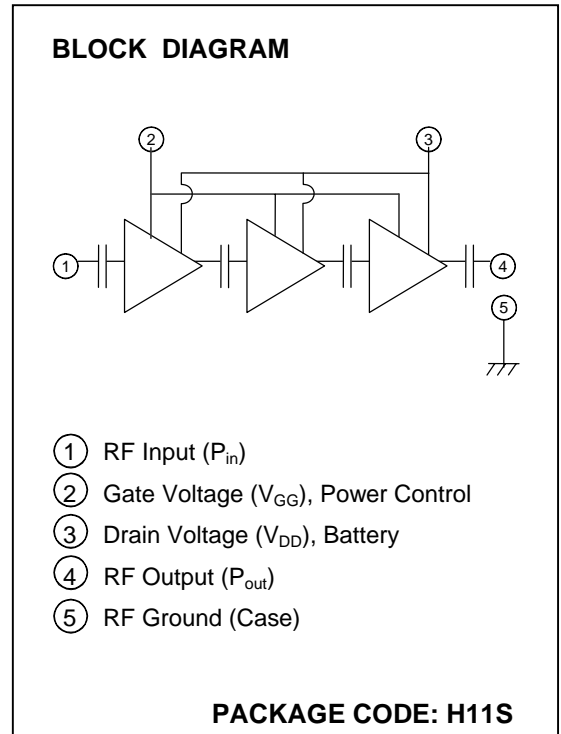 BLOCK DIAGRAM
2
3
1
4
5
1 RF Input (Pin)
2 Gate Voltage (VGG), Power Control
3 Drain Voltage (VDD), Battery
4 RF Output (Pout)
5 RF Ground (Case)
PACKAGE CODE: H11S